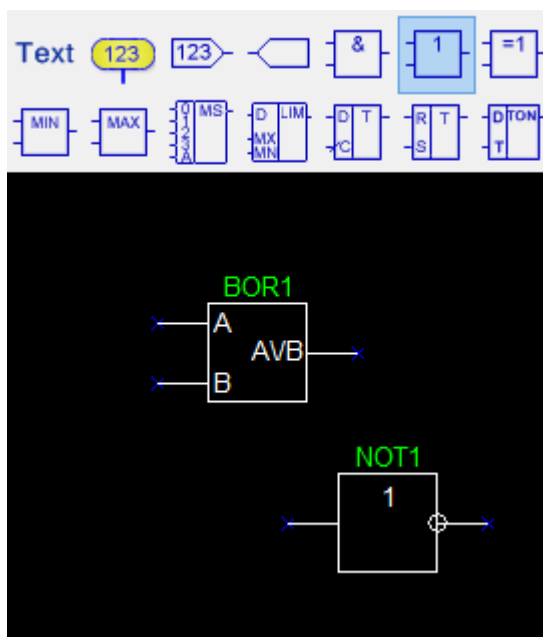 Text 123 123 & 1 =1
MIN MAX 0 1 2 3 A MS D MX MN LIM D C T R S T D T TON
BOR1
A
AVB
B
NOT1
1